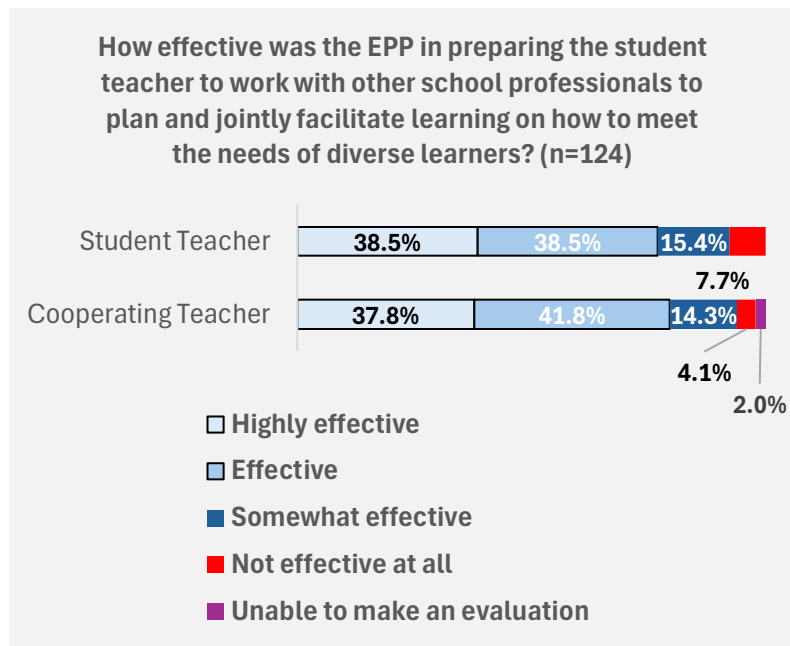 How effective was the EPP in preparing the student
teacher to work with other school professionals to
plan and jointly facilitate learning on how to meet
the needs of diverse learners? (n=124)
Student Teacher
38.5%
38.5%
15.4%
7.7%
Cooperating Teacher
37.8%
41.8%
14.3%
4.1%
2.0%
Highly effective
Effective
Somewhat effective
Not effective at all
Unable to make an evaluation